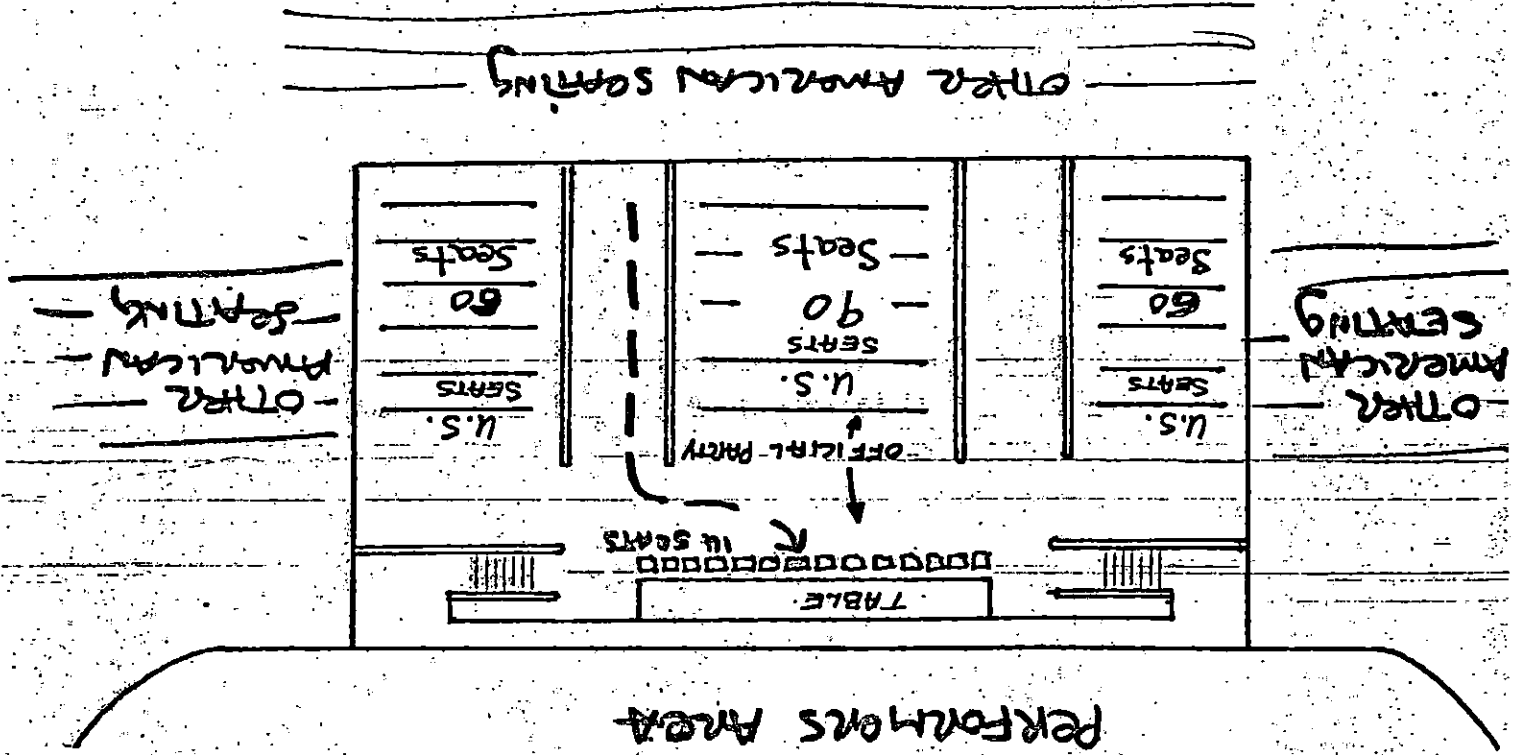 PERFORMERS AREA
TABLE
14 SEATS
OFFICIAL PARTY
U.S.
SEATS
60
Seats
U.S.
SEATS
90
Seats
U.S.
SEATS
60
Seats
OTHER
AMERICAN
SEATING
OTHER
AMERICAN
SEATING
OTHER AMERICAN SEATING